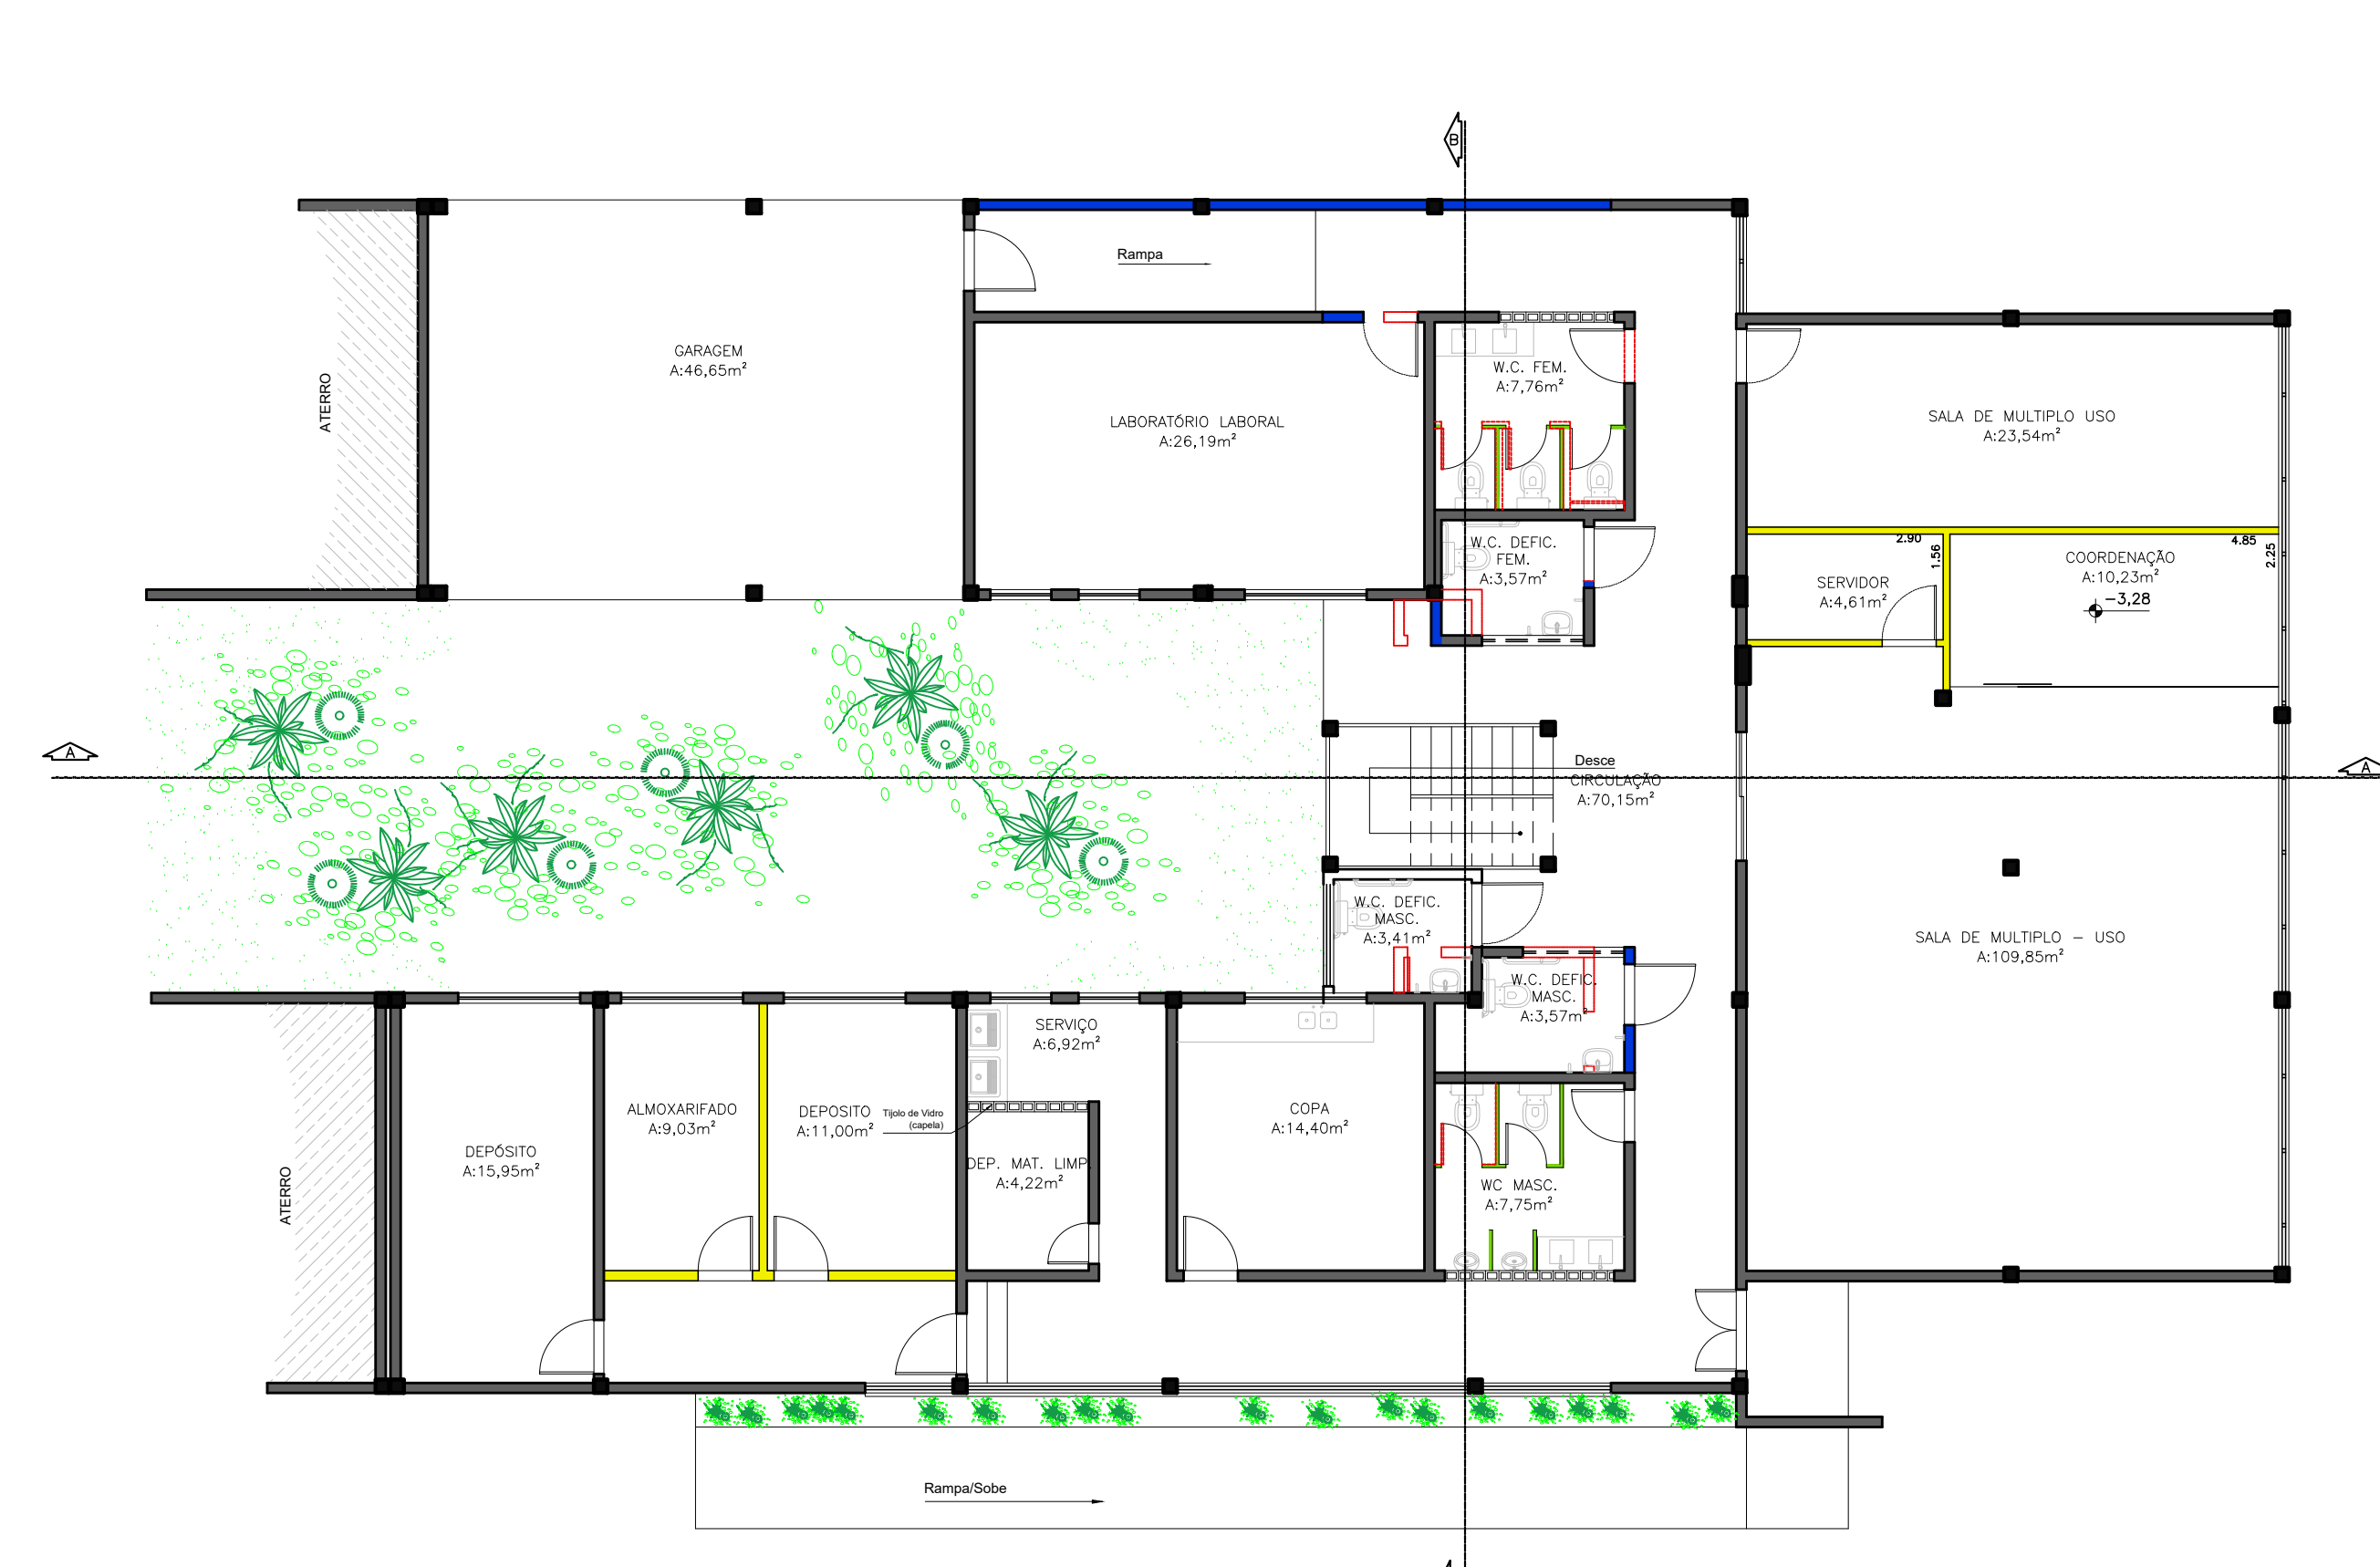 B
Rampa
GARAGEM
A:46,65m²
ATERRO
LABORATÓRIO LABORAL
A:26,19m²
W.C. FEM.
A:7,76m²
SALA DE MULTIPLO USO
A:23,54m²
W.C. DEFIC.
FEM.
A:3,57m²
2.90
1.56
4.85
2.25
SERVIDOR
A:4,61m²
COORDENAÇÃO
A:10,23m²
-3,28
A
Desce
CIRCULAÇÃO
A:70,15m²
A
W.C. DEFIC.
MASC.
A:3,41m²
SALA DE MULTIPLO - USO
A:109,85m²
W.C. DEFIC.
MASC.
A:3,57m²
SERVIÇO
A:6,92m²
ALMOXARIFADO
A:9,03m²
DEPOSITO
A:11,00m²
Tijolo de Vidro
(capela)
COPA
A:14,40m²
DEPÓSITO
A:15,95m²
DEP. MAT. LIMP.
A:4,22m²
WC MASC.
A:7,75m²
ATERRO
Rampa/Sobe